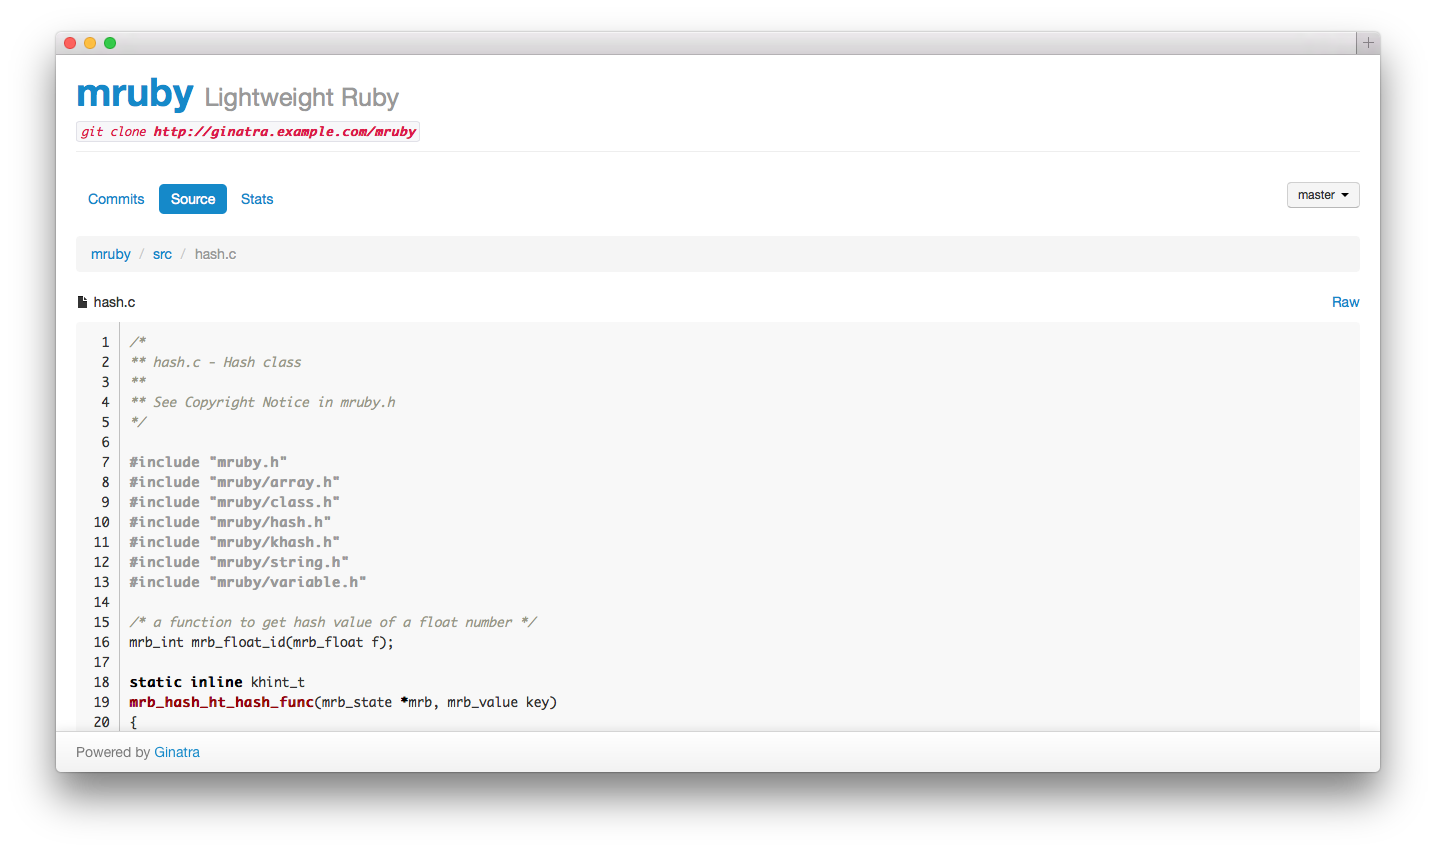 mruby Lightweight Ruby
git clone http://ginatra.example.com/mruby
Commits Source Stats master
mruby / src / hash.c
hash.c Raw
1 /*
2 ** hash.c - Hash class
3 **
4 ** See Copyright Notice in mruby.h
5 */
6
7 #include "mruby.h"
8 #include "mruby/array.h"
9 #include "mruby/class.h"
10 #include "mruby/hash.h"
11 #include "mruby/khash.h"
12 #include "mruby/string.h"
13 #include "mruby/variable.h"
14
15 /* a function to get hash value of a float number */
16 mrb_int mrb_float_id(mrb_float f);
17
18 static inline khint_t
19 mrb_hash_ht_hash_func(mrb_state *mrb, mrb_value key)
20 {
Powered by Ginatra